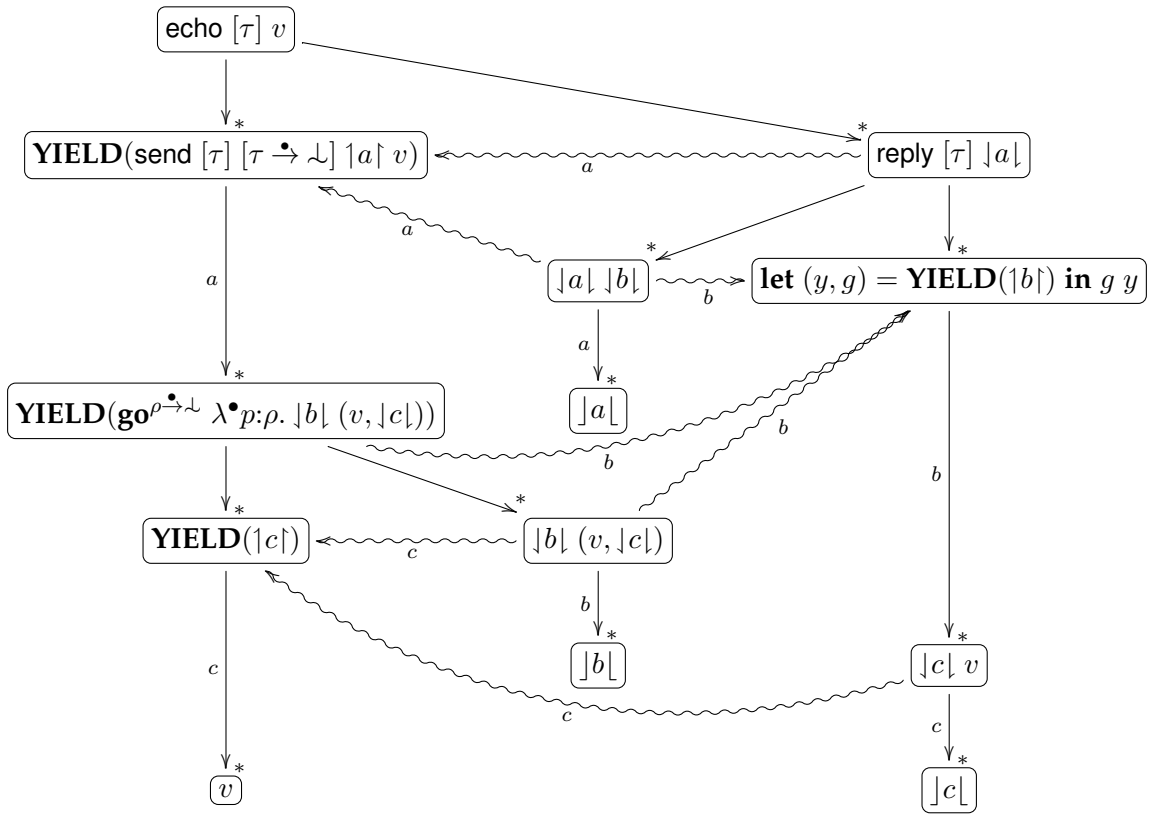 echo [τ] v
*
*
YIELD(send [τ] [τ →• ⦜] ↿a↾ v)
a
reply [τ] ⇃a⇂
a
*
*
a
⇃a⇂ ⇃b⇂
b
let (y, g) = YIELD(↿b↾) in g y
a
*
*
YIELD(go^ρ→•⦜ λ•p:ρ. ⇃b⇂ (v, ⇃c⇂))
⌋a⌊
b
b
b
*
*
YIELD(↿c↾)
c
⇃b⇂ (v, ⇃c⇂)
b
*
*
c
⌋b⌊
⇃c⇂ v
c
c
*
*
v
⌋c⌊